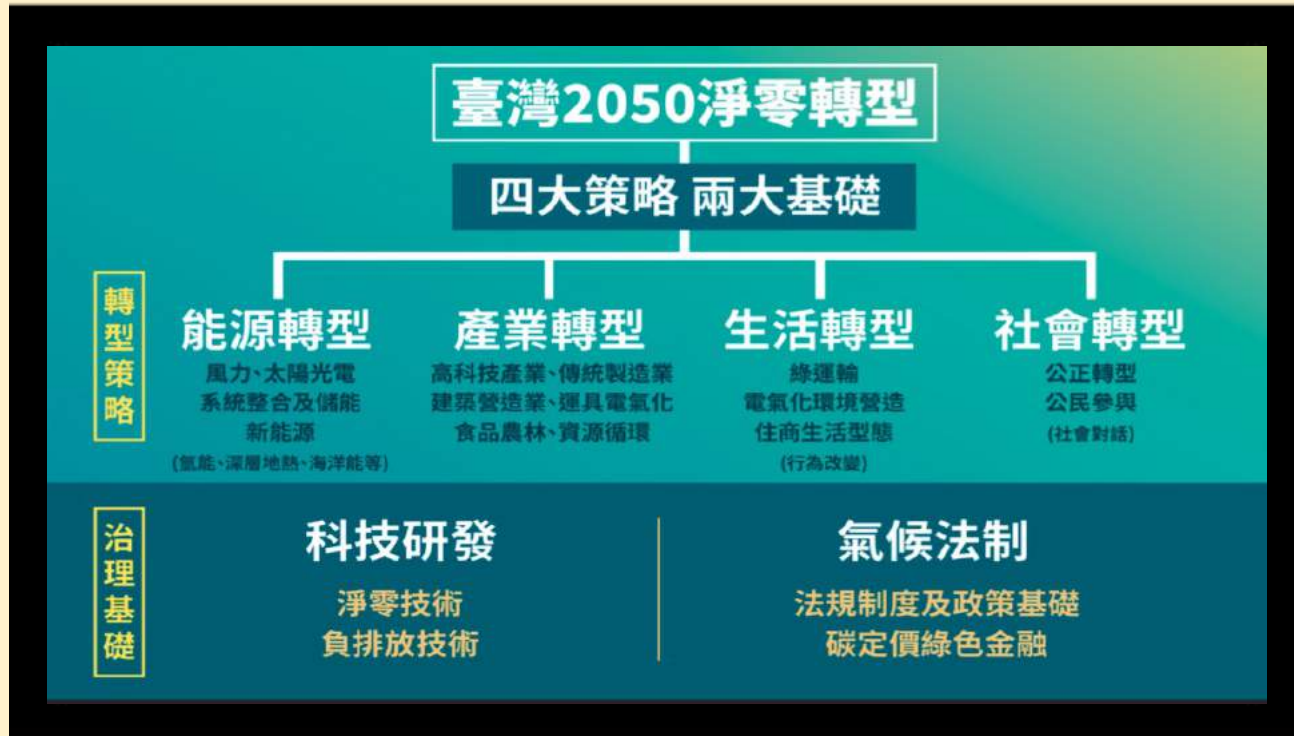 臺灣2050淨零轉型
四大策略 兩大基礎
轉型策略
能源轉型
風力、太陽光電
系統整合及儲能
新能源
(氫能、深層地熱、海洋能等)
產業轉型
高科技產業、傳統製造業
建築營造業、運具電氣化
食品農林、資源循環
生活轉型
綠運輸
電氣化環境營造
住商生活型態
(行為改變)
社會轉型
公正轉型
公民參與
(社會對話)
治理基礎
科技研發
淨零技術
負排放技術
氣候法制
法規制度及政策基礎
碳定價綠色金融